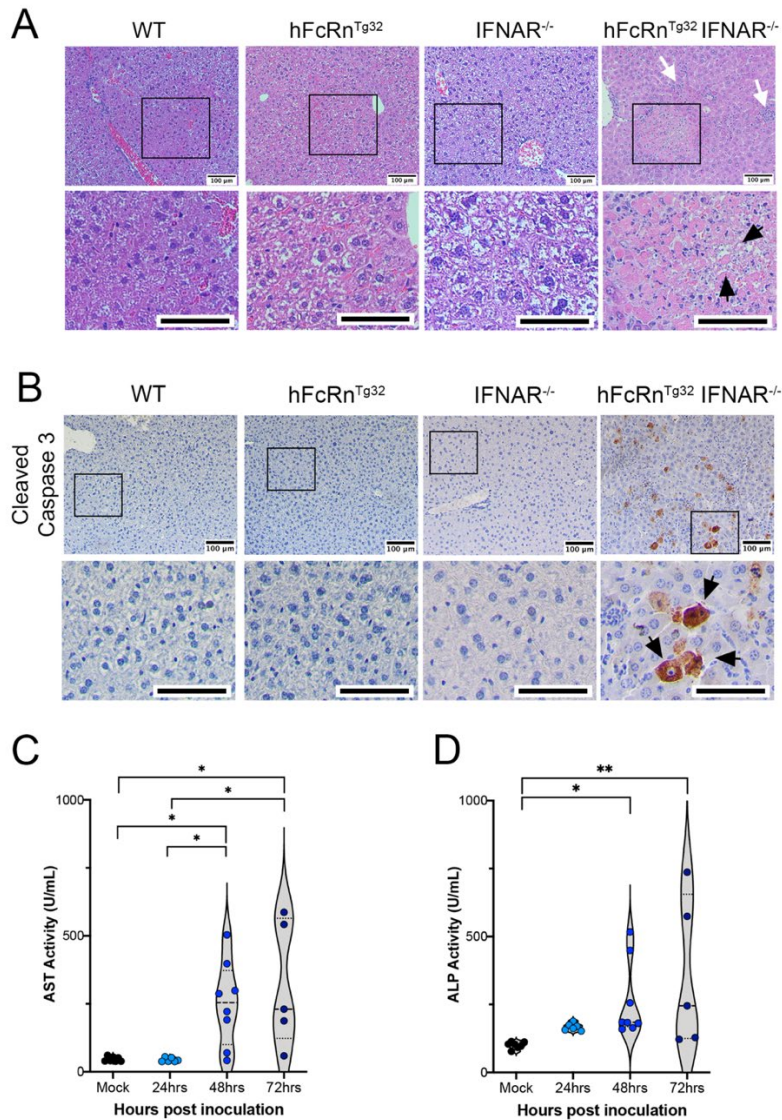 A
WT
hFcRnTg32
IFNAR-/-
hFcRnTg32 IFNAR-/-
100 µm
100 µm
100 µm
100 µm
B
WT
hFcRnTg32
IFNAR-/-
hFcRnTg32 IFNAR-/-
Cleaved
Caspase 3
100 µm
100 µm
100 µm
100 µm
C
*
*
*
*
1000
500
0
AST Activity (U/mL)
Mock
24hrs
48hrs
72hrs
Hours post inoculation
D
**
*
1000
500
0
ALP Activity (U/mL)
Mock
24hrs
48hrs
72hrs
Hours post inoculation